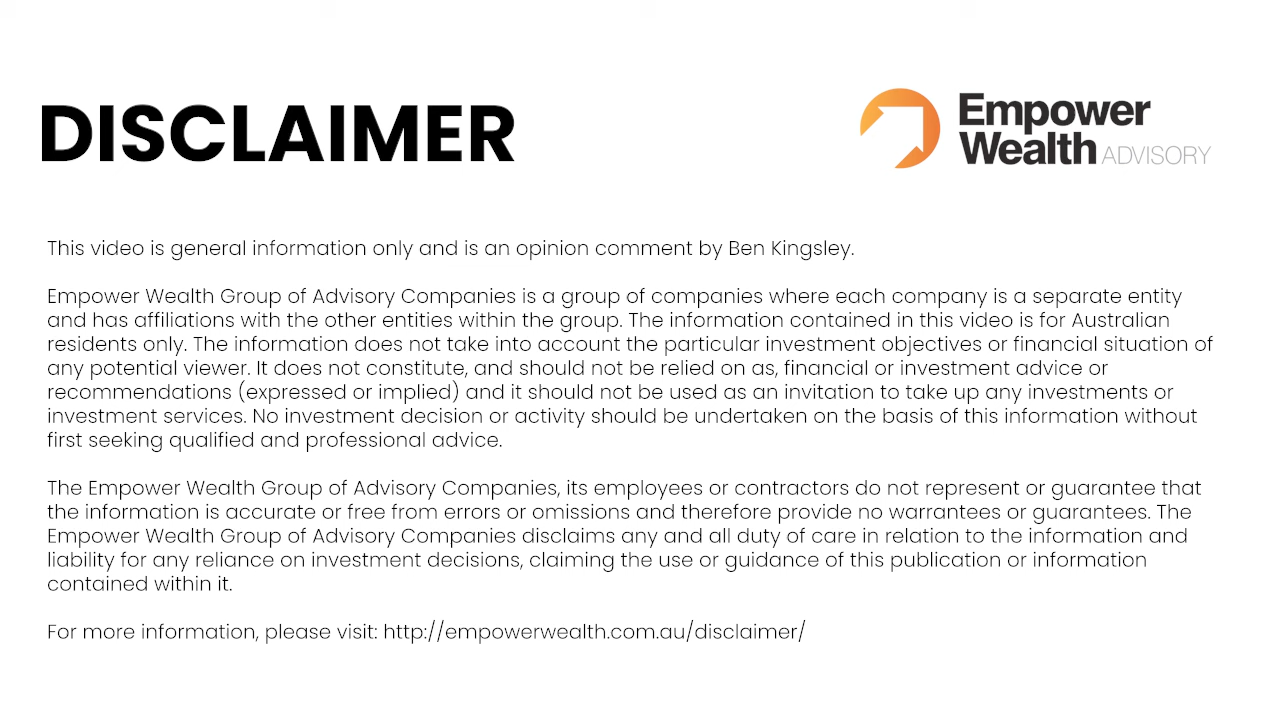 DISCLAIMER
Empower
Wealth ADVISORY
This video is general information only and is an opinion comment by Ben Kingsley.
Empower Wealth Group of Advisory Companies is a group of companies where each company is a separate entity
and has affiliations with the other entities within the group. The information contained in this video is for Australian
residents only. The information does not take into account the particular investment objectives or financial situation of
any potential viewer. It does not constitute, and should not be relied on as, financial or investment advice or
recommendations (expressed or implied) and it should not be used as an invitation to take up any investments or
investment services. No investment decision or activity should be undertaken on the basis of this information without
first seeking qualified and professional advice.
The Empower Wealth Group of Advisory Companies, its employees or contractors do not represent or guarantee that
the information is accurate or free from errors or omissions and therefore provide no warrantees or guarantees. The
Empower Wealth Group of Advisory Companies disclaims any and all duty of care in relation to the information and
liability for any reliance on investment decisions, claiming the use or guidance of this publication or information
contained within it.
For more information, please visit: http://empowerwealth.com.au/disclaimer/